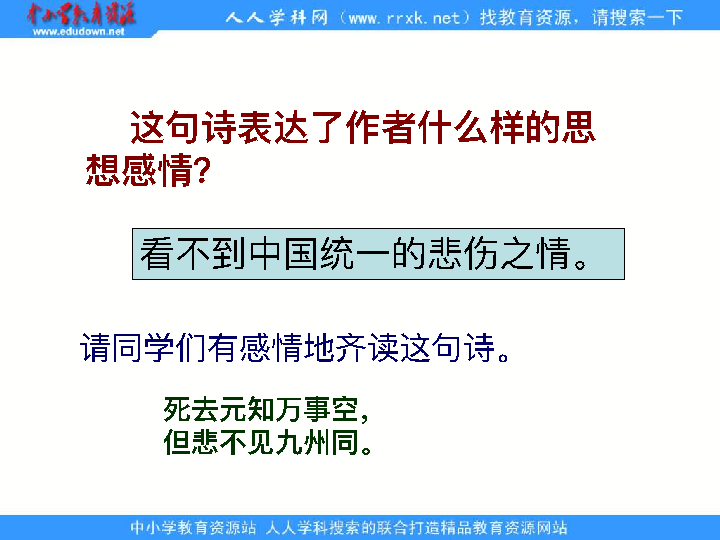 中小学教育资源
www.edudown.net
人人学科网（www.rrxk.net）找教育资源，请搜索一下
这句诗表达了作者什么样的思
想感情？
看不到中国统一的悲伤之情。
请同学们有感情地齐读这句诗。
死去元知万事空，
但悲不见九州同。
中小学教育资源站 人人学科搜索的联合打造精品教育资源网站